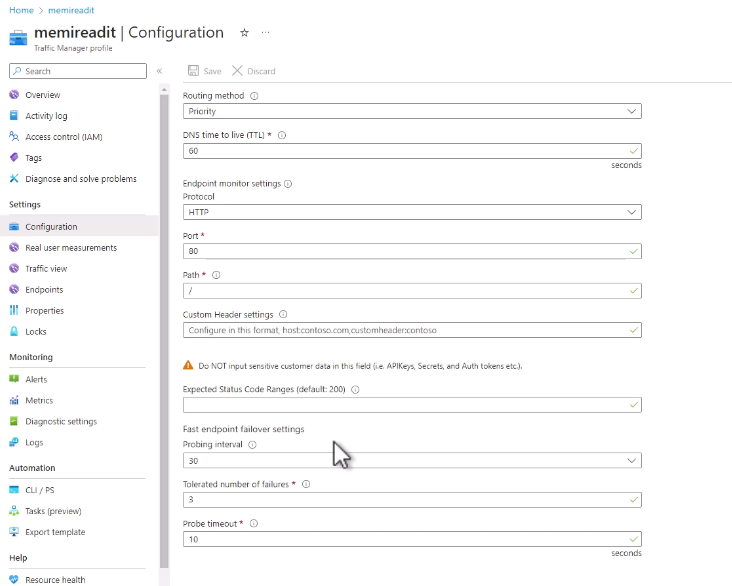 Home > memireadit
memireadit | Configuration ☆ ...
Traffic Manager profile
Search
«
Overview
Activity log
Access control (IAM)
Tags
Diagnose and solve problems
Settings
Configuration
Real user measurements
Traffic view
Endpoints
Properties
Locks
Monitoring
Alerts
Metrics
Diagnostic settings
Logs
Automation
CLI / PS
Tasks (preview)
Export template
Help
Resource health
Save Discard
Routing method
Priority
DNS time to live (TTL) *
60
seconds
Endpoint monitor settings
Protocol
HTTP
Port *
80
Path *
/
Custom Header settings
Configure in this format, host:contoso.com,customheader:contoso
Do NOT input sensitive customer data in this field (i.e. APIKeys, Secrets, and Auth tokens etc.).
Expected Status Code Ranges (default: 200)
Fast endpoint failover settings
Probing interval
30
Tolerated number of failures *
3
Probe timeout *
10
seconds